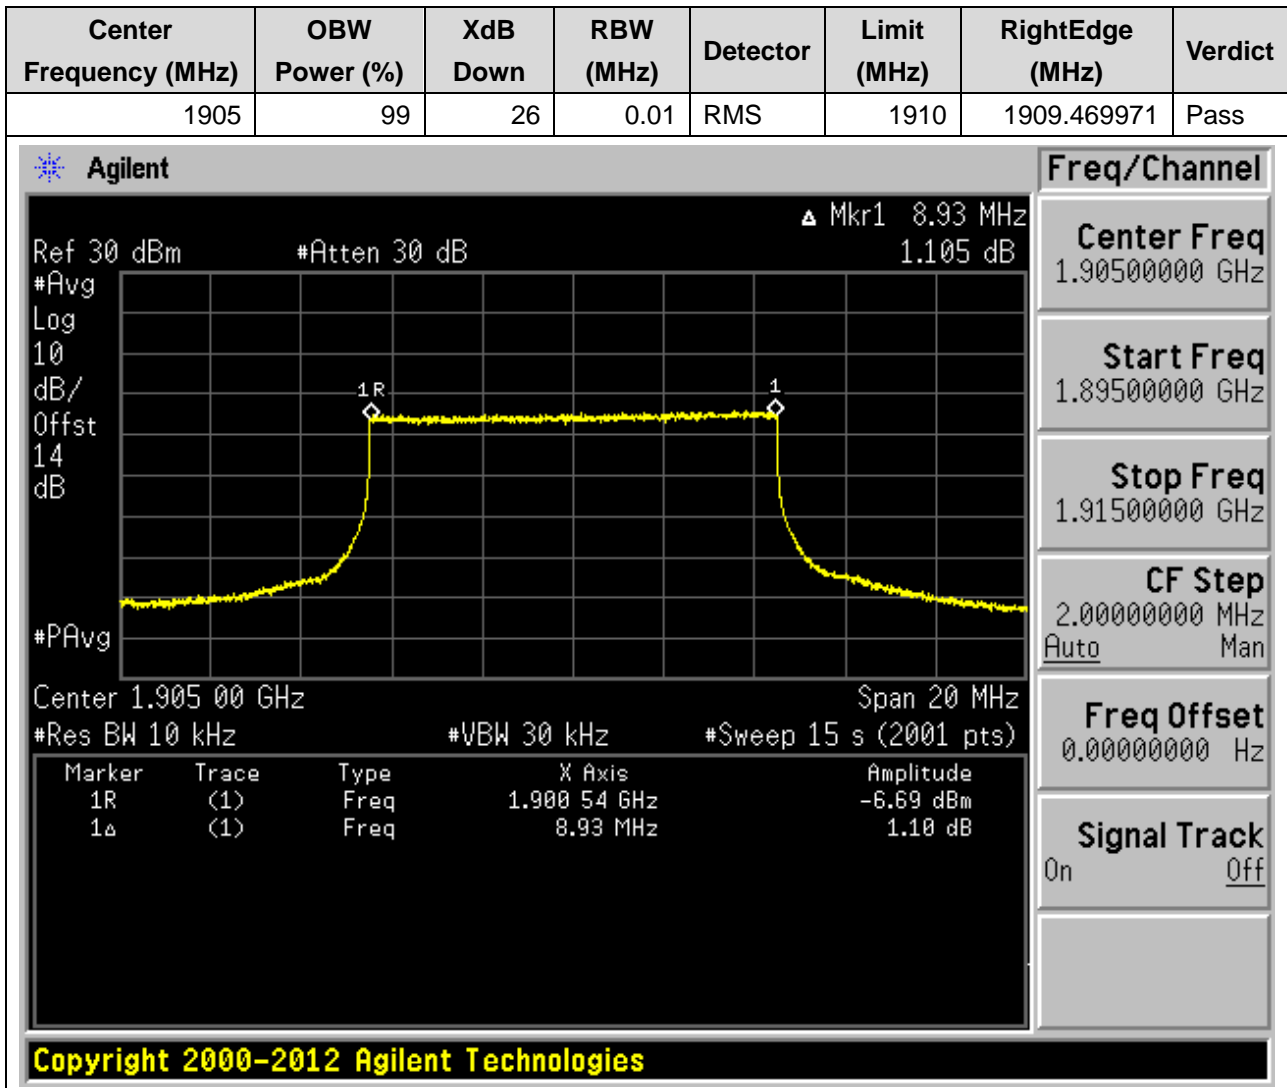 Center Frequency (MHz) OBW Power (%) XdB Down RBW (MHz) Detector Limit (MHz) RightEdge (MHz) Verdict
1905 99 26 0.01 RMS 1910 1909.469971 Pass
Agilent
Freq/Channel
Δ Mkr1 8.93 MHz
Ref 30 dBm #Atten 30 dB 1.105 dB
#Avg
Log
10
dB/
Offst
14
dB
1R
1
#PAvg
Center 1.905 00 GHz Span 20 MHz
#Res BW 10 kHz #VBW 30 kHz #Sweep 15 s (2001 pts)
Marker Trace Type X Axis Amplitude
1R (1) Freq 1.900 54 GHz -6.69 dBm
1Δ (1) Freq 8.93 MHz 1.10 dB
Center Freq
1.90500000 GHz
Start Freq
1.89500000 GHz
Stop Freq
1.91500000 GHz
CF Step
2.00000000 MHz
Auto Man
Freq Offset
0.00000000 Hz
Signal Track
On Off
Copyright 2000-2012 Agilent Technologies